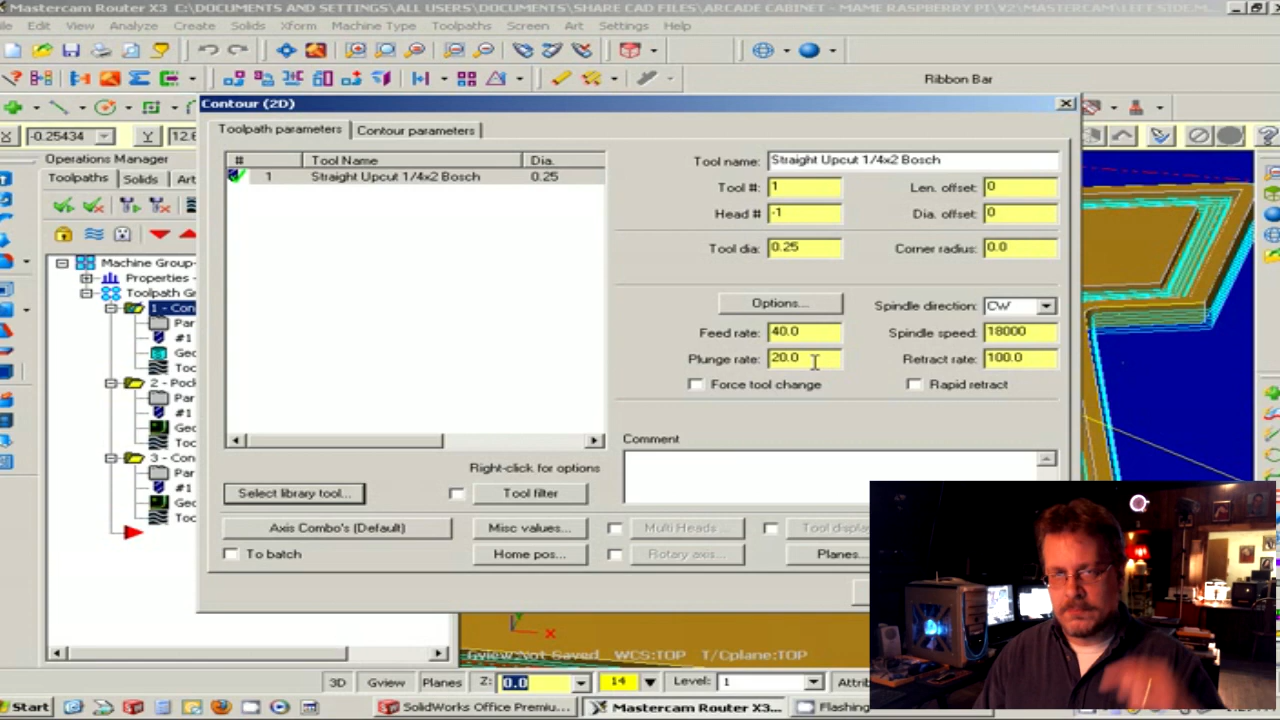 Mastercam Router X3 C:\DOCUMENTS AND SETTINGS\ALL USERS\DOCUMENTS\SHARE CAD FILES\ARCADE CABINET - MAME RASPBERRY PI\V2\MASTERCAM\LEFT SIDE.M
Edit View Analyze Create Solids Xform Machine Type Toolpaths Screen Art Settings Help
Ribbon Bar
Contour (2D)
X -0.25434 Y 12.6
Operations Manager
Toolpaths Solids Art
Machine Group-
Properties -
Toolpath Gr
1 - Con
Par
#1
Geo
Too
2 - Pock
Par
#1
Geo
Too
3 - Con
Par
#1
Geo
Too
Toolpath parameters Contour parameters
# Tool Name Dia.
1 Straight Upcut 1/4x2 Bosch 0.25
Tool name: Straight Upcut 1/4x2 Bosch
Tool #: 1 Len. offset: 0
Head # -1 Dia. offset: 0
Tool dia: 0.25 Corner radius: 0.0
Options... Spindle direction: CW
Feed rate: 40.0 Spindle speed: 18000
Plunge rate: 20.0 Retract rate: 100.0
Force tool change Rapid retract
Comment
Right-click for options
Select library tool... Tool filter
Axis Combo's (Default) Misc values... Multi Heads ... Tool display
To batch Home pos... Rotary axis... Planes...
Gview:Not Saved WCS:TOP T/Cplane:TOP
3D Gview Planes Z: 0.0 14 Level: 1 Attrib
Start SolidWorks Office Premiu... Mastercam Router X3... Flashing